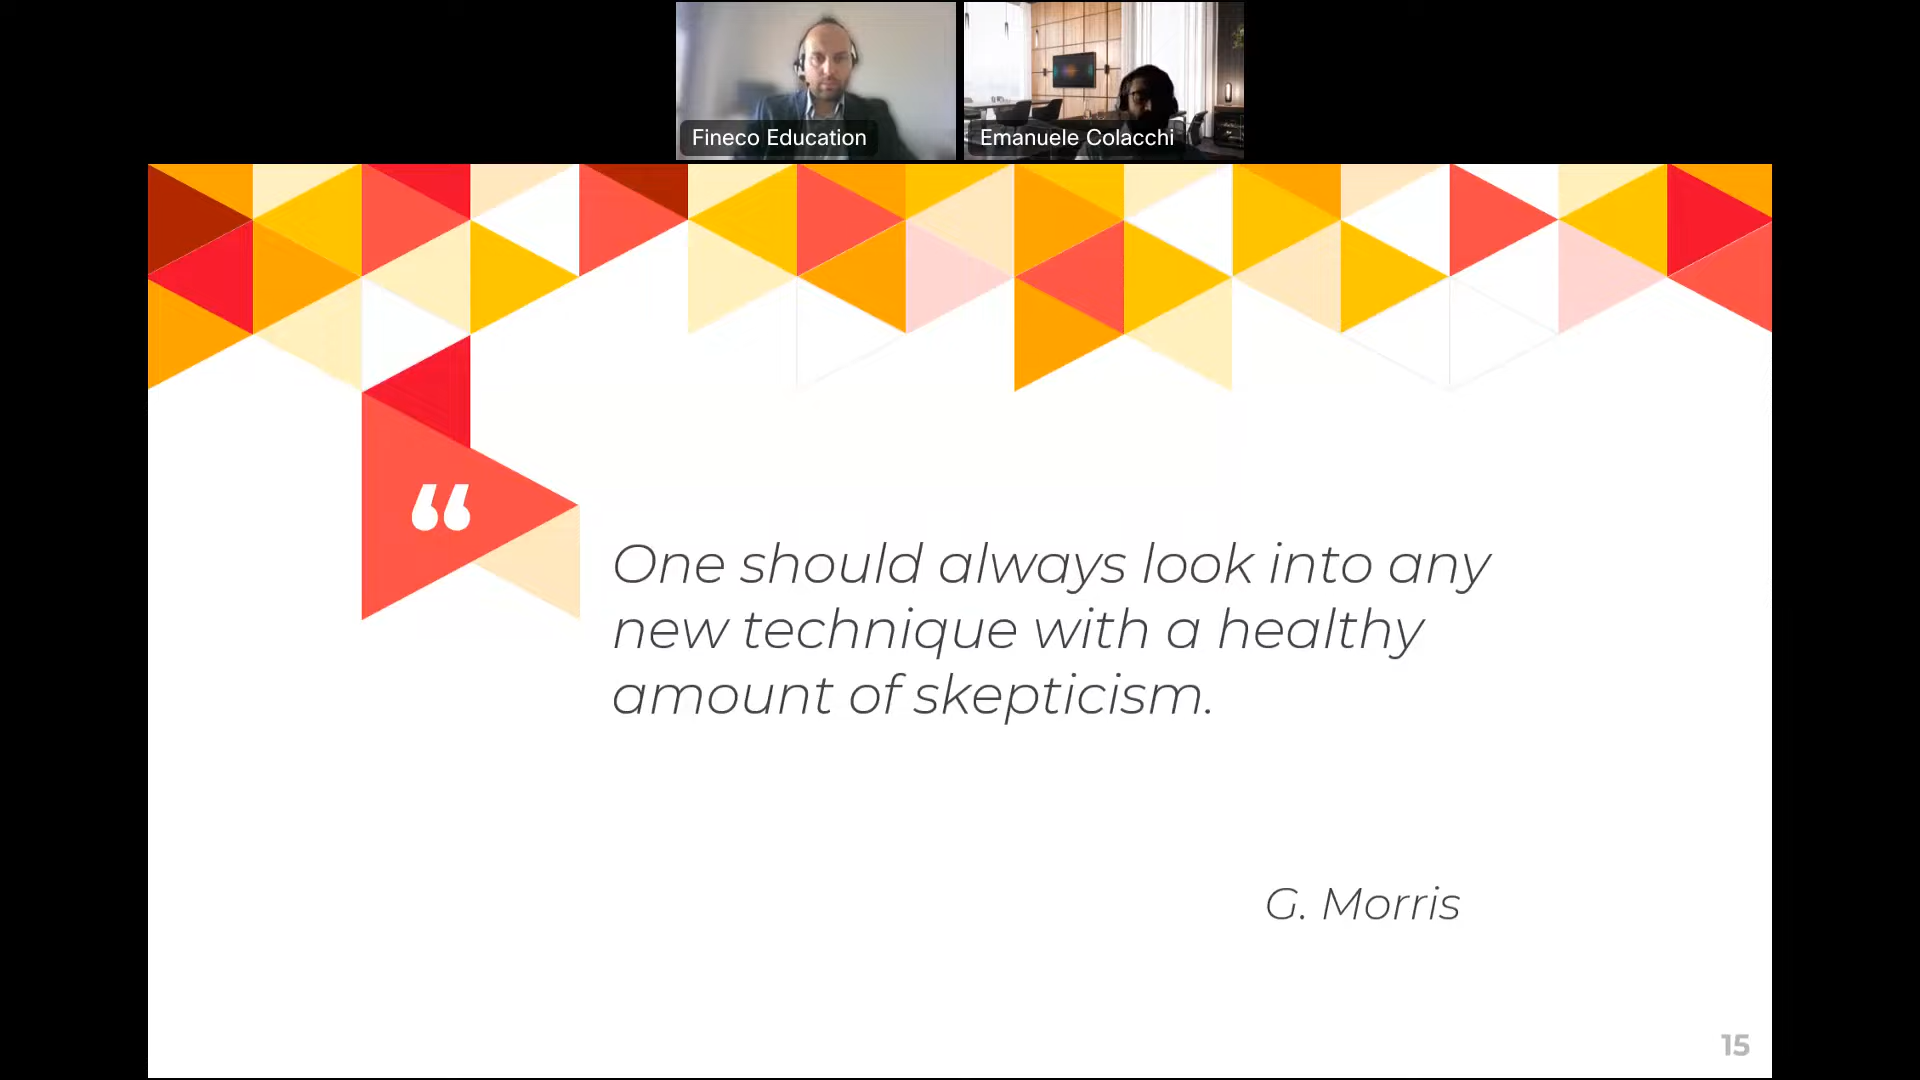 Fineco Education
Emanuele Colacchi
“
One should always look into any
new technique with a healthy
amount of skepticism.
G. Morris
15